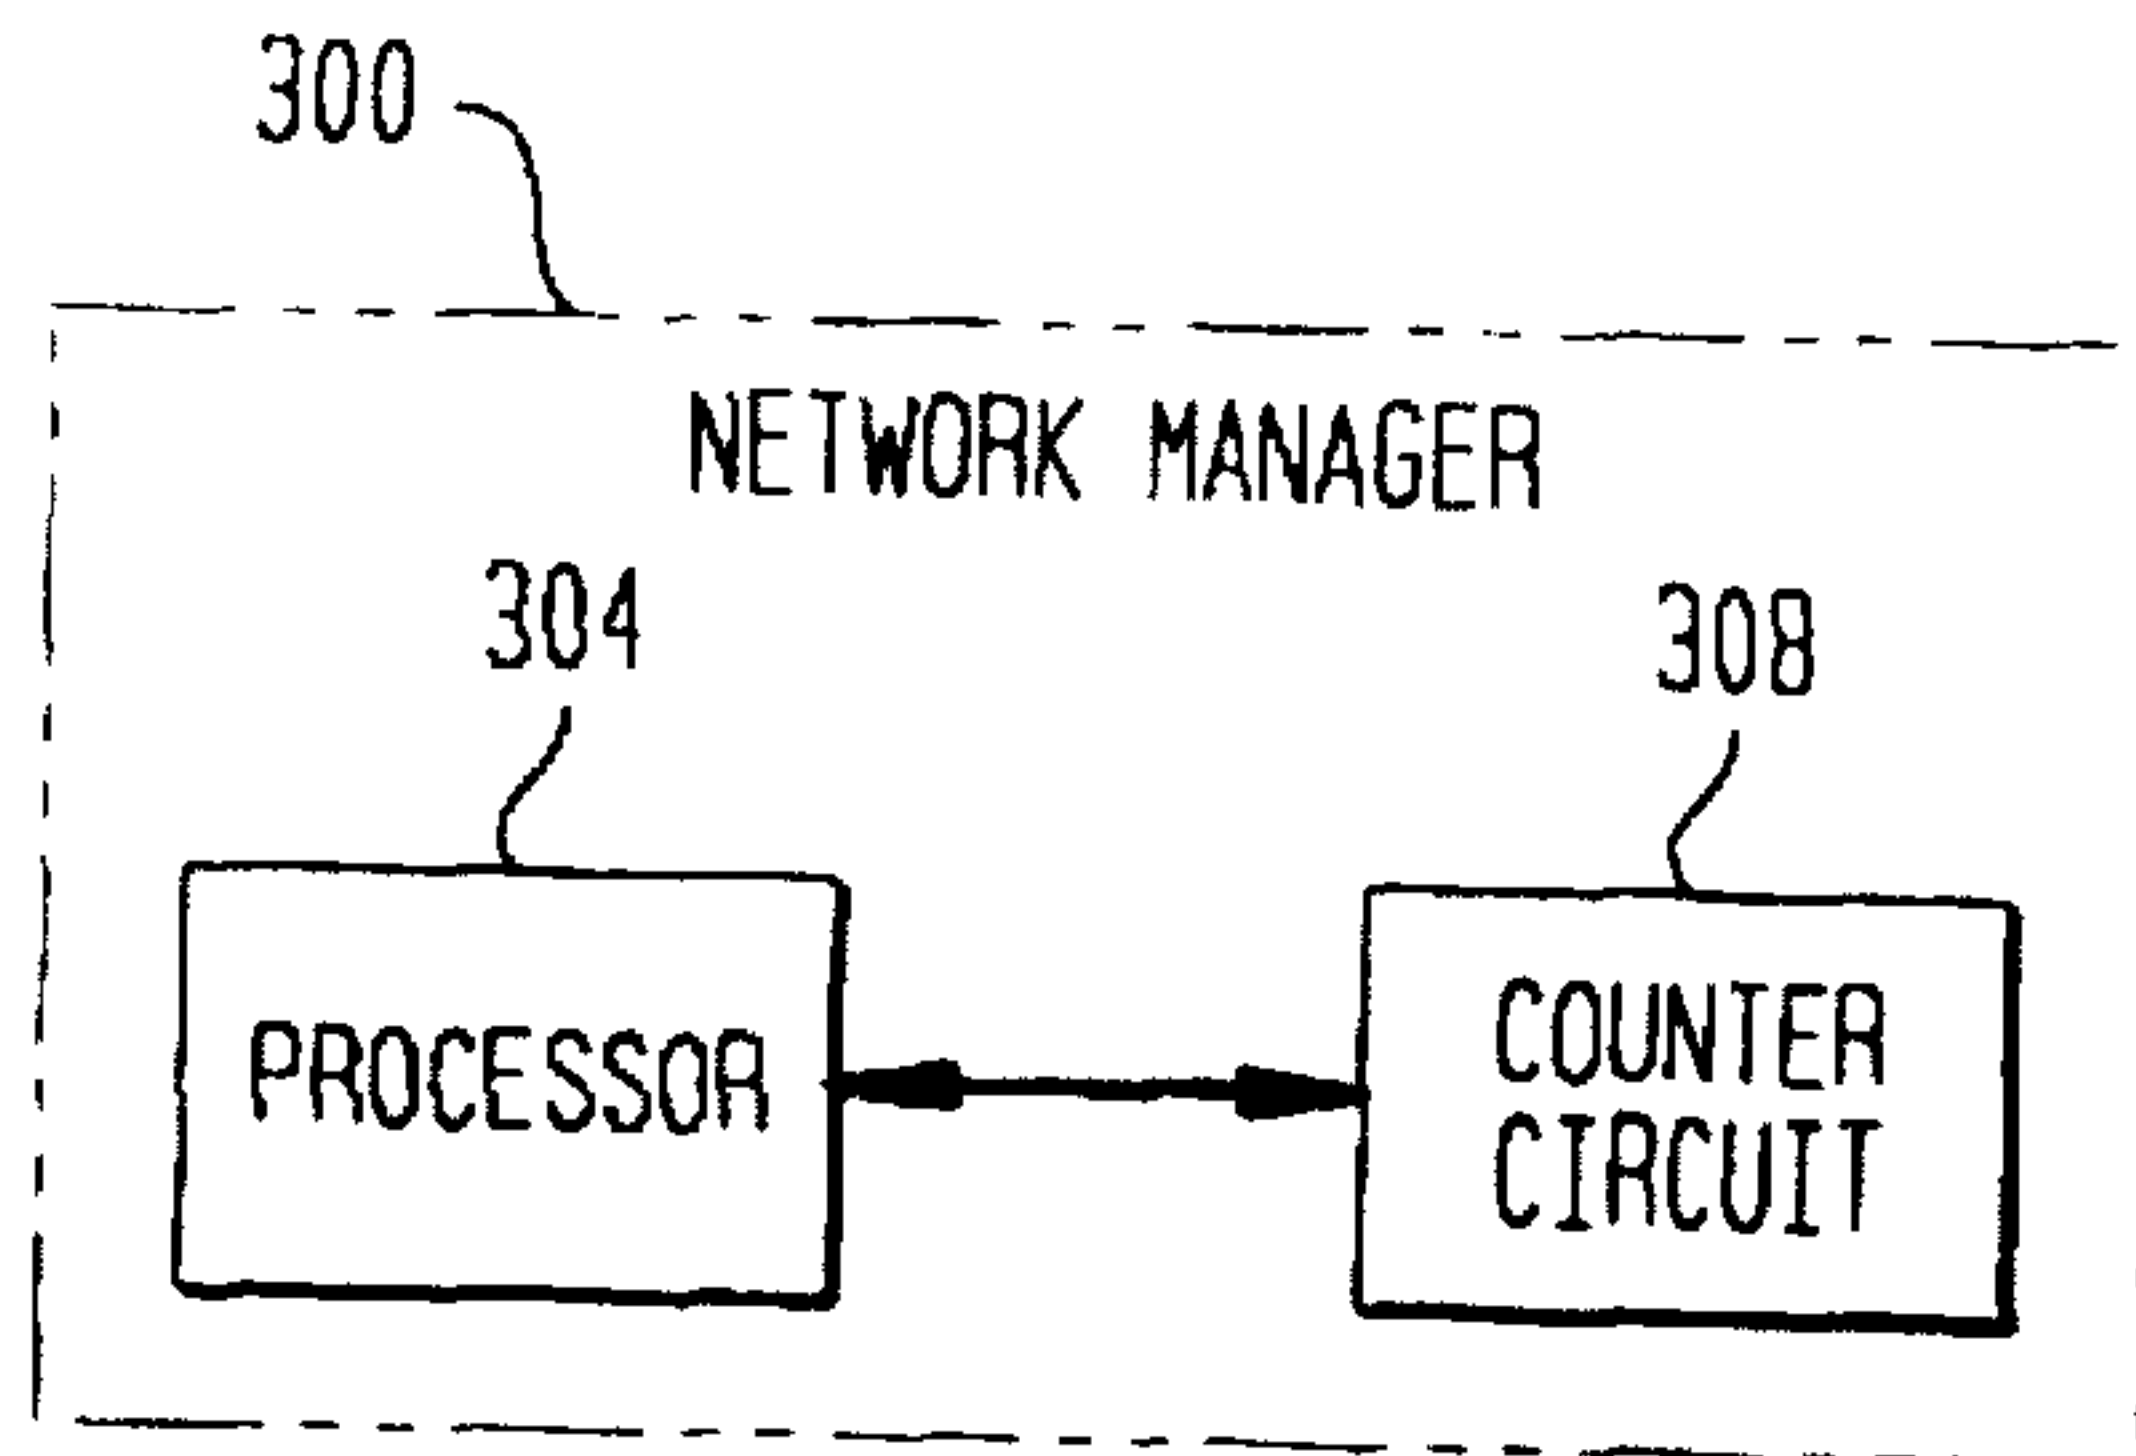 300
NETWORK MANAGER
304
308
PROCESSOR
COUNTER
CIRCUIT